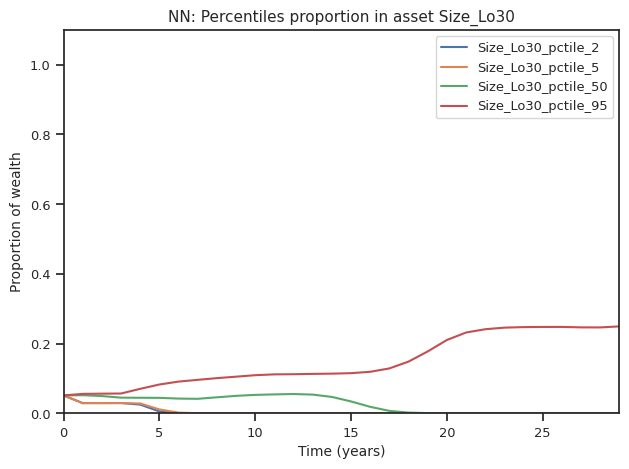 NN: Percentiles proportion in asset Size_Lo30
Size_Lo30_pctile_2
Size_Lo30_pctile_5
Size_Lo30_pctile_50
Size_Lo30_pctile_95
Proportion of wealth
1.0
0.8
0.6
0.4
0.2
0.0
0 5 10 15 20 25
Time (years)